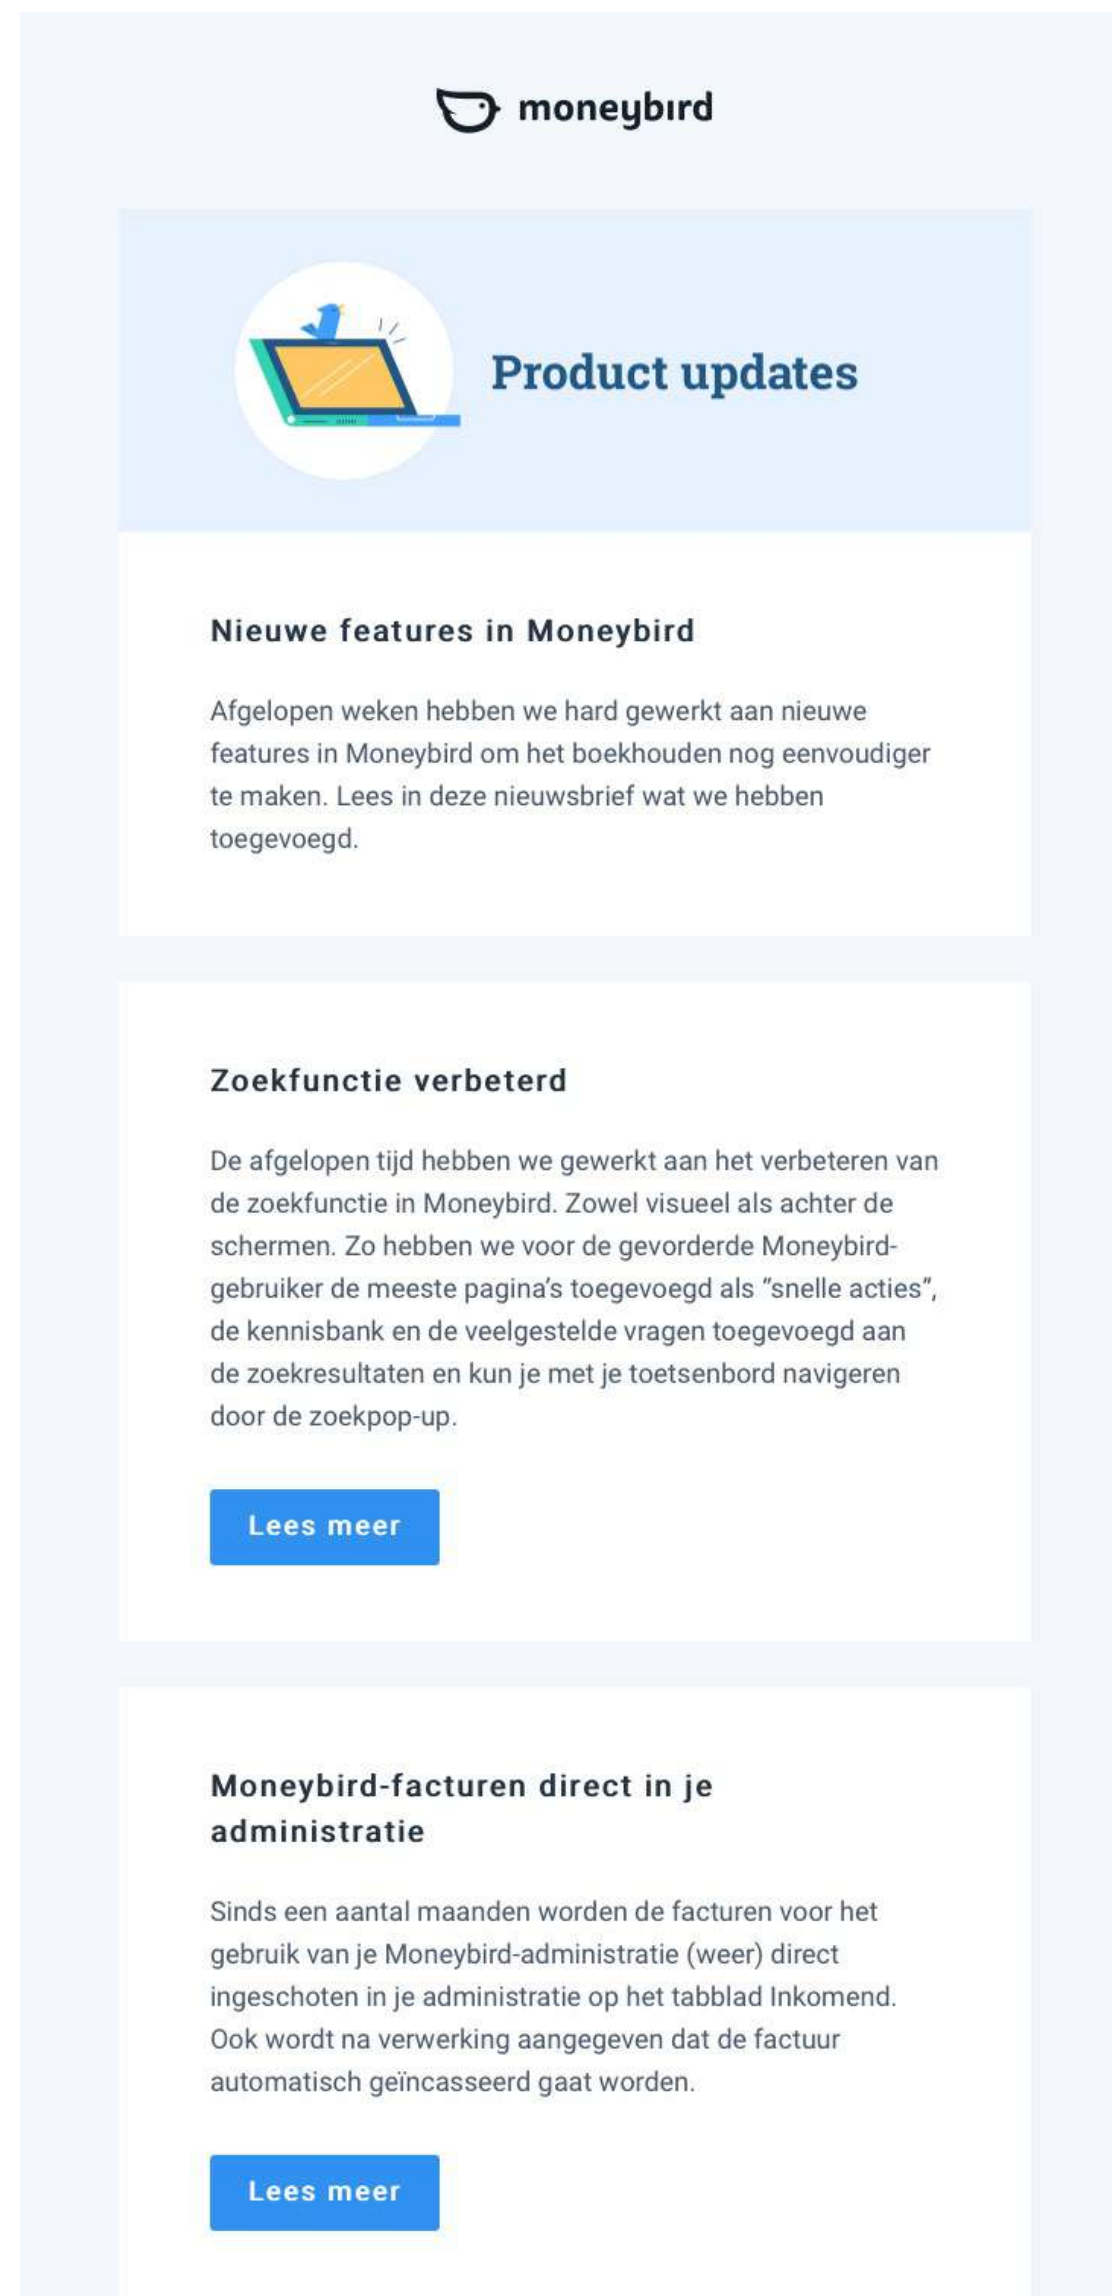 moneybird
Product updates
Nieuwe features in Moneybird
Afgelopen weken hebben we hard gewerkt aan nieuwe
features in Moneybird om het boekhouden nog eenvoudiger
te maken. Lees in deze nieuwsbrief wat we hebben
toegevoegd.
Zoekfunctie verbeterd
De afgelopen tijd hebben we gewerkt aan het verbeteren van
de zoekfunctie in Moneybird. Zowel visueel als achter de
schermen. Zo hebben we voor de gevorderde Moneybird-
gebruiker de meeste pagina’s toegevoegd als “snelle acties”,
de kennisbank en de veelgestelde vragen toegevoegd aan
de zoekresultaten en kun je met je toetsenbord navigeren
door de zoekpop-up.
Lees meer
Moneybird-facturen direct in je
administratie
Sinds een aantal maanden worden de facturen voor het
gebruik van je Moneybird-administratie (weer) direct
ingeschoten in je administratie op het tabblad Inkomend.
Ook wordt na verwerking aangegeven dat de factuur
automatisch geïncasseerd gaat worden.
Lees meer